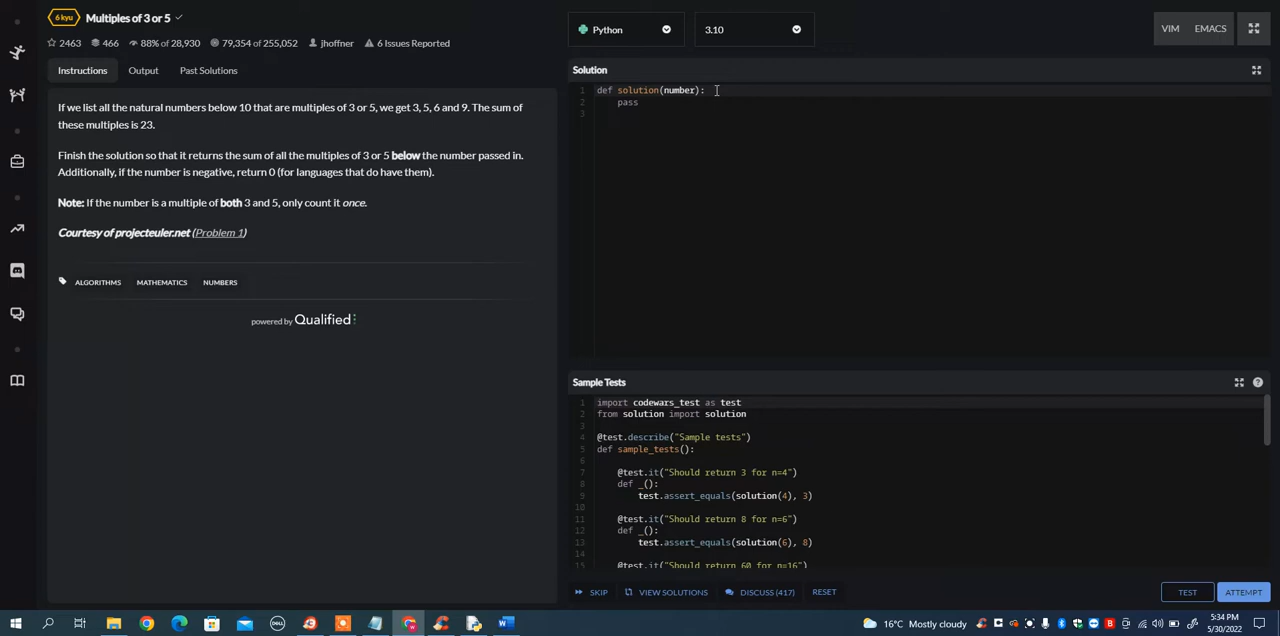 6 kyu Multiples of 3 or 5
2463 466 88% of 28,930 79,354 of 255,052 jhoffner 6 Issues Reported
Instructions Output Past Solutions
If we list all the natural numbers below 10 that are multiples of 3 or 5, we get 3, 5, 6 and 9. The sum of
these multiples is 23.
Finish the solution so that it returns the sum of all the multiples of 3 or 5 below the number passed in.
Additionally, if the number is negative, return 0 (for languages that do have them).
Note: If the number is a multiple of both 3 and 5, only count it once.
Courtesy of projecteuler.net (Problem 1)
ALGORITHMS MATHEMATICS NUMBERS
powered by Qualified
Python 3.10 VIM EMACS
Solution
1 def solution(number):
2 pass
3
Sample Tests
1 import codewars_test as test
2 from solution import solution
3
4 @test.describe("Sample tests")
5 def sample_tests():
6
7 @test.it("Should return 3 for n=4")
8 def _():
9 test.assert_equals(solution(4), 3)
10
11 @test.it("Should return 8 for n=6")
12 def _():
13 test.assert_equals(solution(6), 8)
14
15 @test.it("Should return 60 for n=16")
SKIP VIEW SOLUTIONS DISCUSS (417) RESET TEST ATTEMPT
16°C Mostly cloudy
5:34 PM
5/30/2022